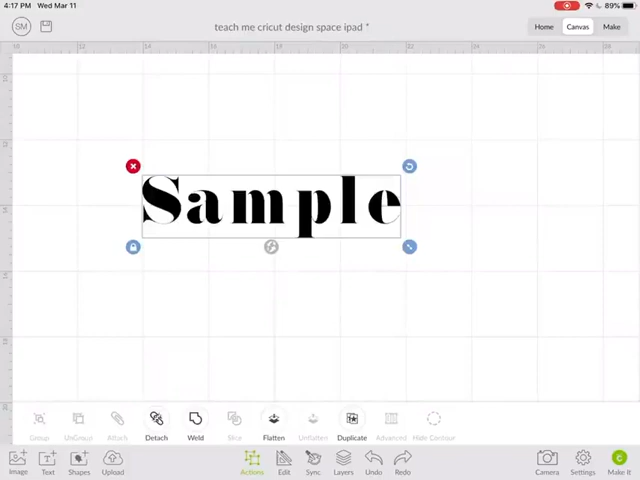 4:17 PM Wed Mar 11
89%
SM
teach me cricut design space ipad *
Home Canvas Make
Sample
Group UnGroup Attach Detach Weld Slice Flatten Unflatten Duplicate Advanced Hide Contour
Image Text Shapes Upload Actions Edit Sync Layers Undo Redo Camera Settings Make It